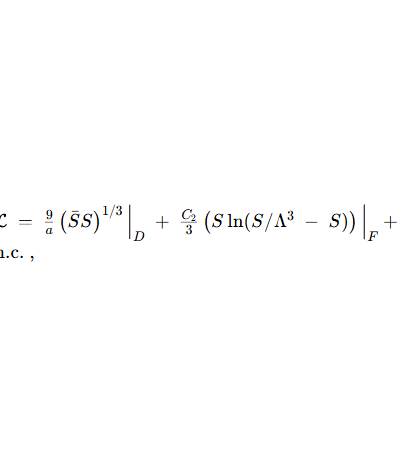 ℒ = 9/a (S̄S)^{1/3} |_D + C₂/3 (S ln(S/Λ³ − S)) |_F +
h.c. ,